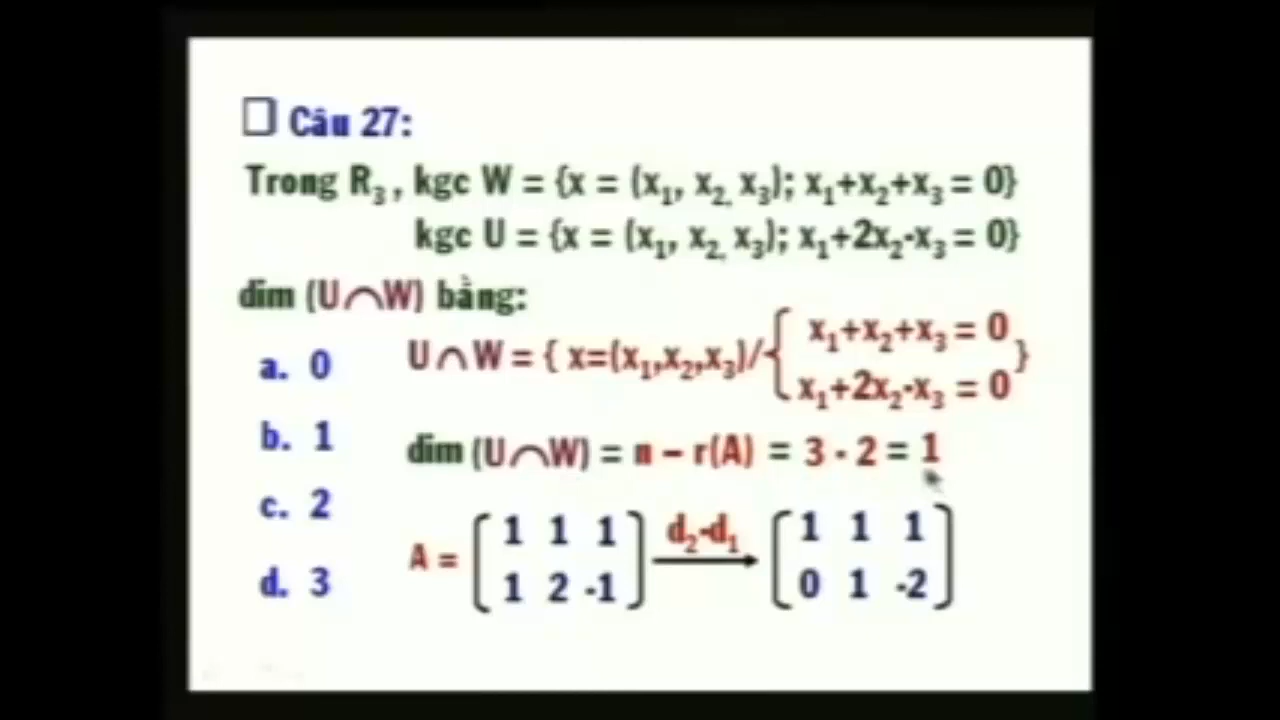 □ Câu 27:
Trong R₃, kgc W = {x = (x₁, x₂, x₃); x₁+x₂+x₃ = 0}
kgc U = {x = (x₁, x₂, x₃); x₁+2x₂-x₃ = 0}
dim (U∩W) bằng:
a. 0
b. 1
c. 2
d. 3
U∩W = { x=(x₁,x₂,x₃)/{ x₁+x₂+x₃ = 0
x₁+2x₂-x₃ = 0 }
dim (U∩W) = n – r(A) = 3 - 2 = 1
A = [ 1 1 1
1 2 -1 ]
d₂-d₁
[ 1 1 1
0 1 -2 ]